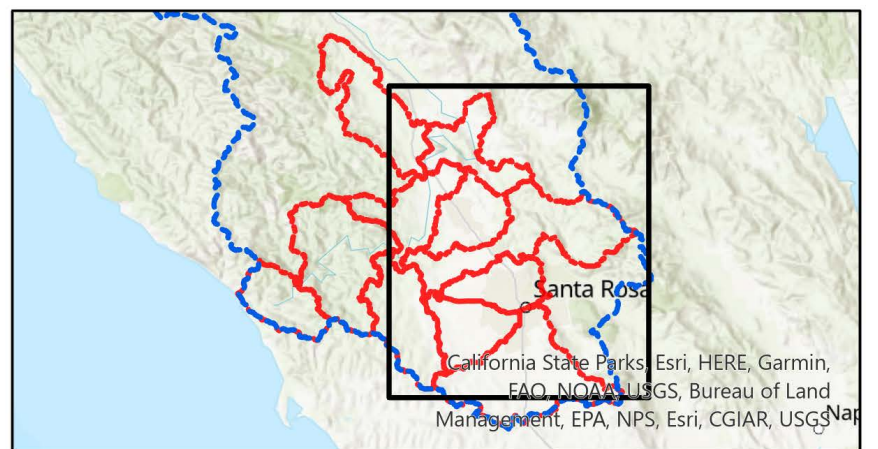 Santa Rosa
California State Parks, Esri, HERE, Garmin,
FAO, NOAA, USGS, Bureau of Land
Management, EPA, NPS, Esri, CGIAR, USGS
Nap